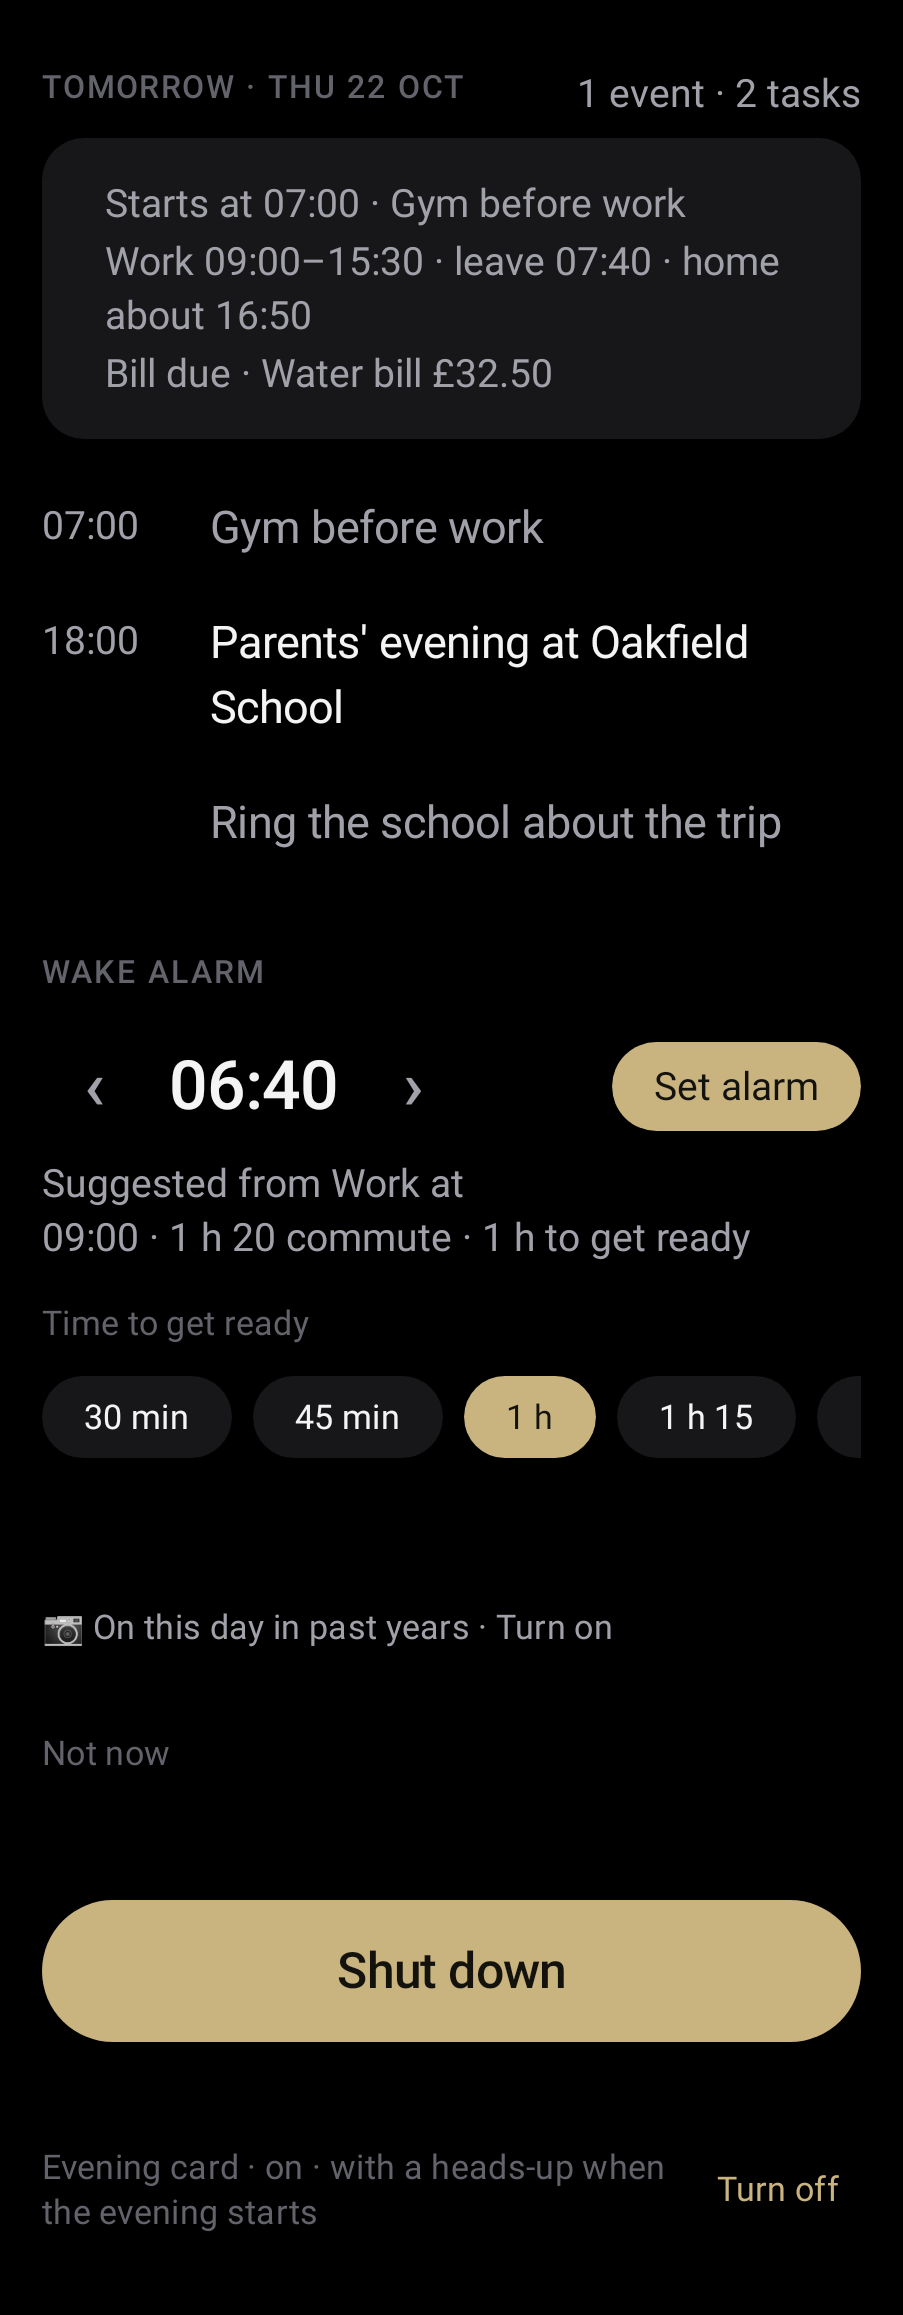 TOMORROW · THU 22 OCT
1 event · 2 tasks
Starts at 07:00 · Gym before work
Work 09:00–15:30 · leave 07:40 · home
about 16:50
Bill due · Water bill £32.50
07:00 Gym before work
18:00 Parents' evening at Oakfield
School
Ring the school about the trip
WAKE ALARM
‹ 06:40 › Set alarm
Suggested from Work at
09:00 · 1 h 20 commute · 1 h to get ready
Time to get ready
30 min 45 min 1 h 1 h 15
📷 On this day in past years · Turn on
Not now
Shut down
Evening card · on · with a heads-up when
the evening starts
Turn off